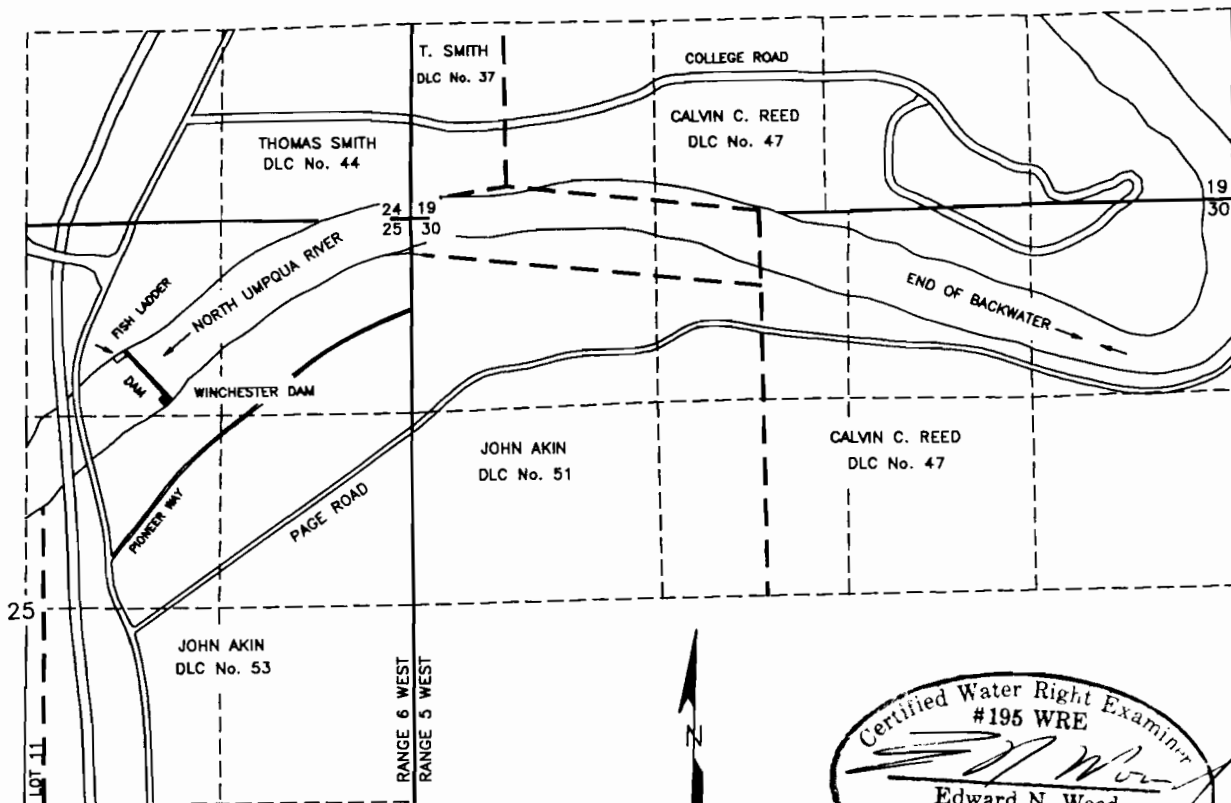 T. SMITH
DLC No. 37
COLLEGE ROAD
THOMAS SMITH
DLC No. 44
CALVIN C. REED
DLC No. 47
24 19
25 30
19
30
NORTH UMPQUA RIVER
FISH LADDER
DAM
WINCHESTER DAM
END OF BACKWATER
PIONEER WAY
PAGE ROAD
JOHN AKIN
DLC No. 51
CALVIN C. REED
DLC No. 47
25
JOHN AKIN
DLC No. 53
LOT 11
RANGE 6 WEST
RANGE 5 WEST
N
Certified Water Right Examiner
#195 WRE
Edward N. Wood